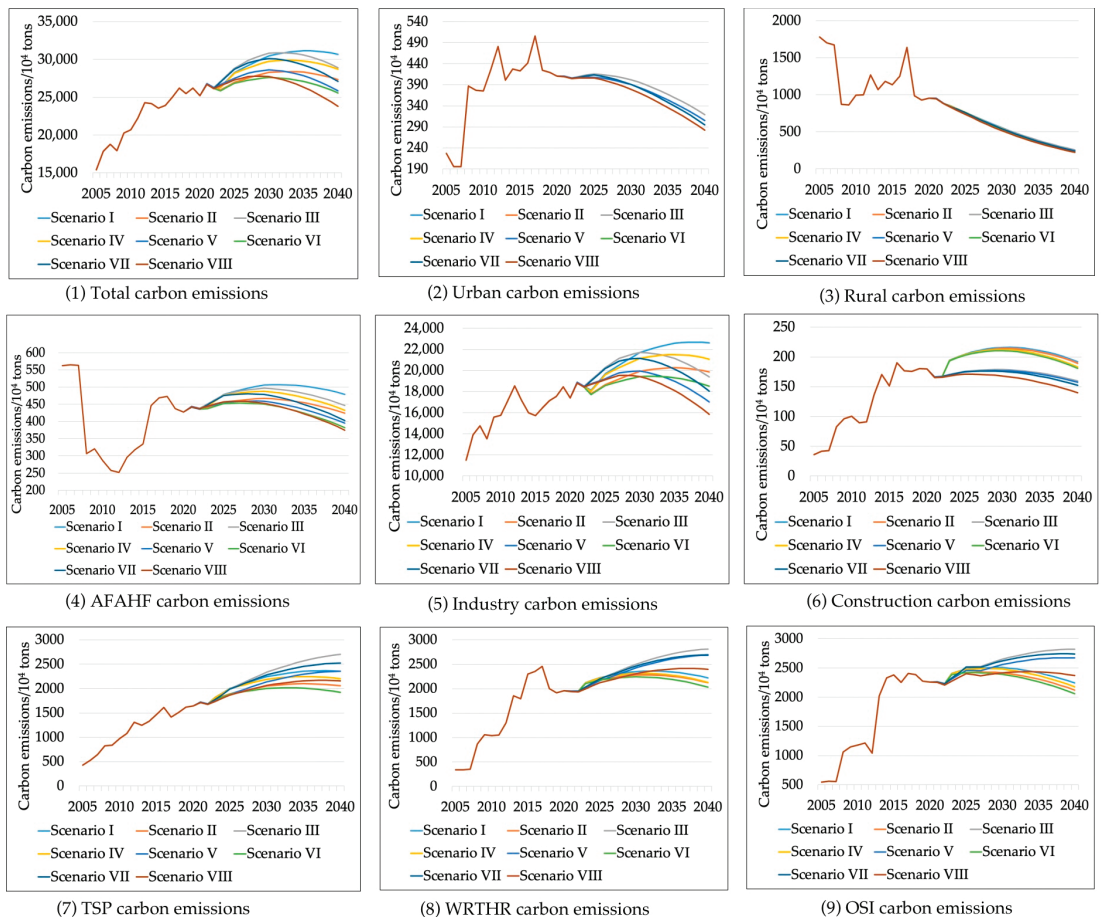 Carbon emissions/10⁴ tons
35,000
30,000
25,000
20,000
15,000
2005 2010 2015 2020 2025 2030 2035 2040
Scenario I Scenario II Scenario III
Scenario IV Scenario V Scenario VI
Scenario VII Scenario VIII
(1) Total carbon emissions
Carbon emissions/10⁴ tons
540
490
440
390
340
290
240
190
2005 2010 2015 2020 2025 2030 2035 2040
Scenario I Scenario II Scenario III
Scenario IV Scenario V Scenario VI
Scenario VII Scenario VIII
(2) Urban carbon emissions
Carbon emissions/10⁴ tons
2000
1500
1000
500
0
2005 2010 2015 2020 2025 2030 2035 2040
Scenario I Scenario II Scenario III
Scenario IV Scenario V Scenario VI
Scenario VII Scenario VIII
(3) Rural carbon emissions
Carbon emissions/10⁴ tons
600
550
500
450
400
350
300
250
200
2005 2010 2015 2020 2025 2030 2035 2040
Scenario I Scenario II Scenario III
Scenario IV Scenario V Scenario VI
Scenario VII Scenario VIII
(4) AFAHF carbon emissions
Carbon emissions/10⁴ tons
24,000
22,000
20,000
18,000
16,000
14,000
12,000
10,000
2005 2010 2015 2020 2025 2030 2035 2040
Scenario I Scenario II Scenario III
Scenario IV Scenario V Scenario VI
Scenario VII Scenario VIII
(5) Industry carbon emissions
Carbon emissions/10⁴ tons
250
200
150
100
50
0
2005 2010 2015 2020 2025 2030 2035 2040
Scenario I Scenario II Scenario III
Scenario IV Scenario V Scenario VI
Scenario VII Scenario VIII
(6) Construction carbon emissions
Carbon emissions/10⁴ tons
3000
2500
2000
1500
1000
500
0
2005 2010 2015 2020 2025 2030 2035 2040
Scenario I Scenario II Scenario III
Scenario IV Scenario V Scenario VI
Scenario VII Scenario VIII
(7) TSP carbon emissions
Carbon emissions/10⁴ tons
3000
2500
2000
1500
1000
500
0
2005 2010 2015 2020 2025 2030 2035 2040
Scenario I Scenario II Scenario III
Scenario IV Scenario V Scenario VI
Scenario VII Scenario VIII
(8) WRTHR carbon emissions
Carbon emissions/10⁴ tons
3000
2500
2000
1500
1000
500
2005 2010 2015 2020 2025 2030 2035 2040
Scenario I Scenario II Scenario III
Scenario IV Scenario V Scenario VI
Scenario VII Scenario VIII
(9) OSI carbon emissions